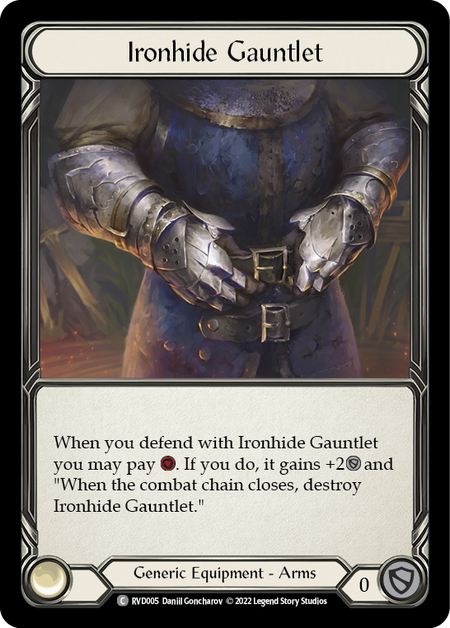 Ironhide Gauntlet
When you defend with Ironhide Gauntlet
you may pay . If you do, it gains +2 and
"When the combat chain closes, destroy
Ironhide Gauntlet."
Generic Equipment - Arms
0
C RVD005 Daniil Goncharov © 2022 Legend Story Studios